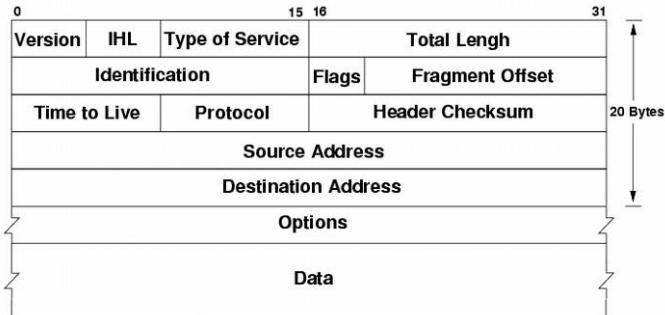 0 15 16 31
Version IHL Type of Service Total Lengh
Identification Flags Fragment Offset
Time to Live Protocol Header Checksum 20 Bytes
Source Address
Destination Address
Options
Data